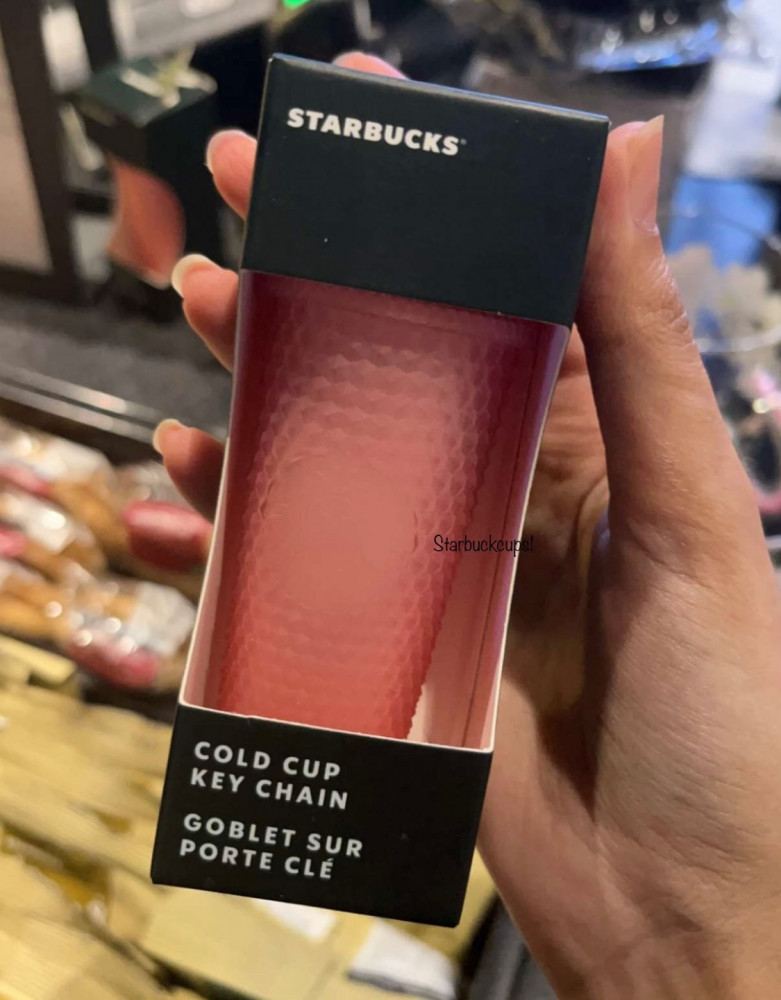 STARBUCKS
Starbuckcups!
COLD CUP
KEY CHAIN
GOBLET SUR
PORTE CLÉ